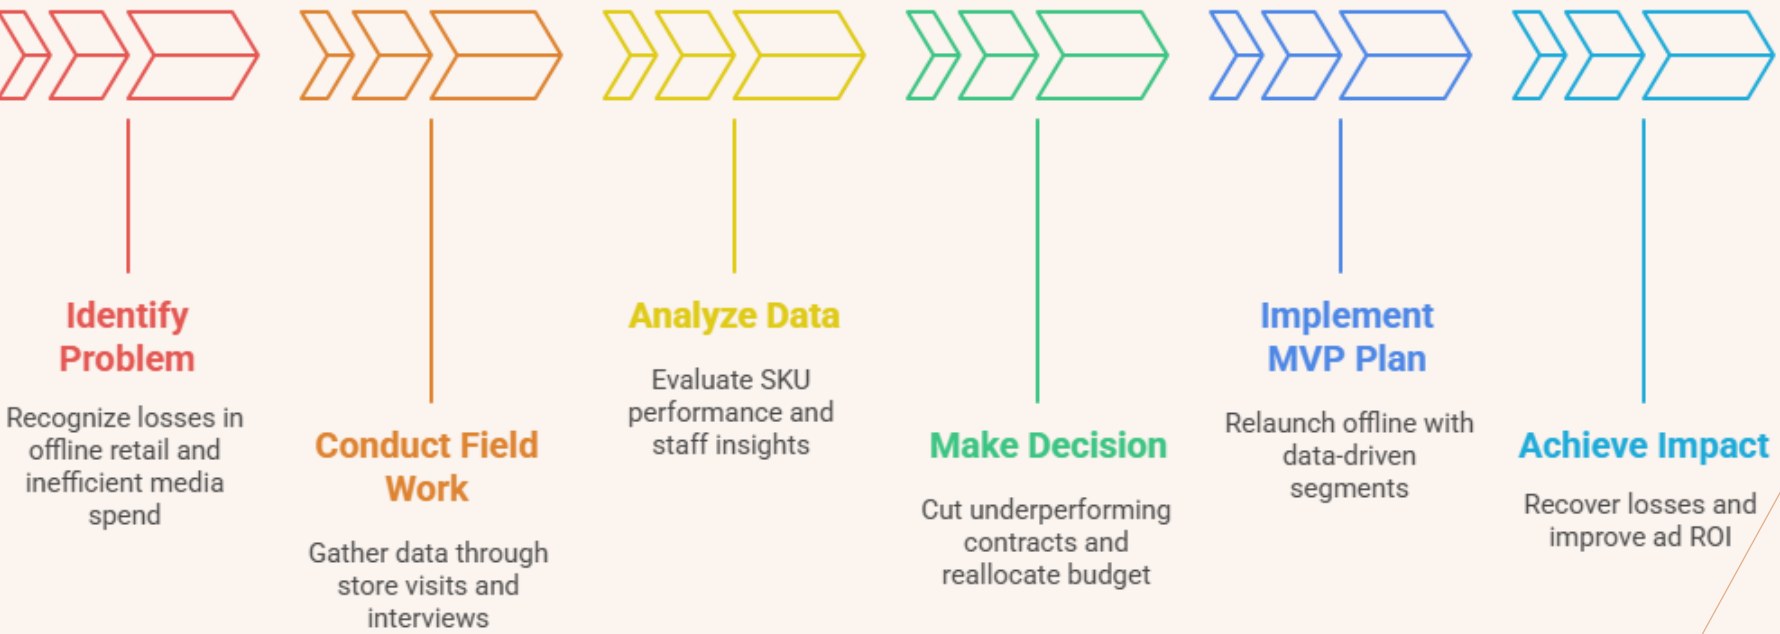 Identify
Problem
Recognize losses in
offline retail and
inefficient media
spend
Conduct Field
Work
Gather data through
store visits and
interviews
Analyze Data
Evaluate SKU
performance and
staff insights
Make Decision
Cut underperforming
contracts and
reallocate budget
Implement
MVP Plan
Relaunch offline with
data-driven
segments
Achieve Impact
Recover losses and
improve ad ROI